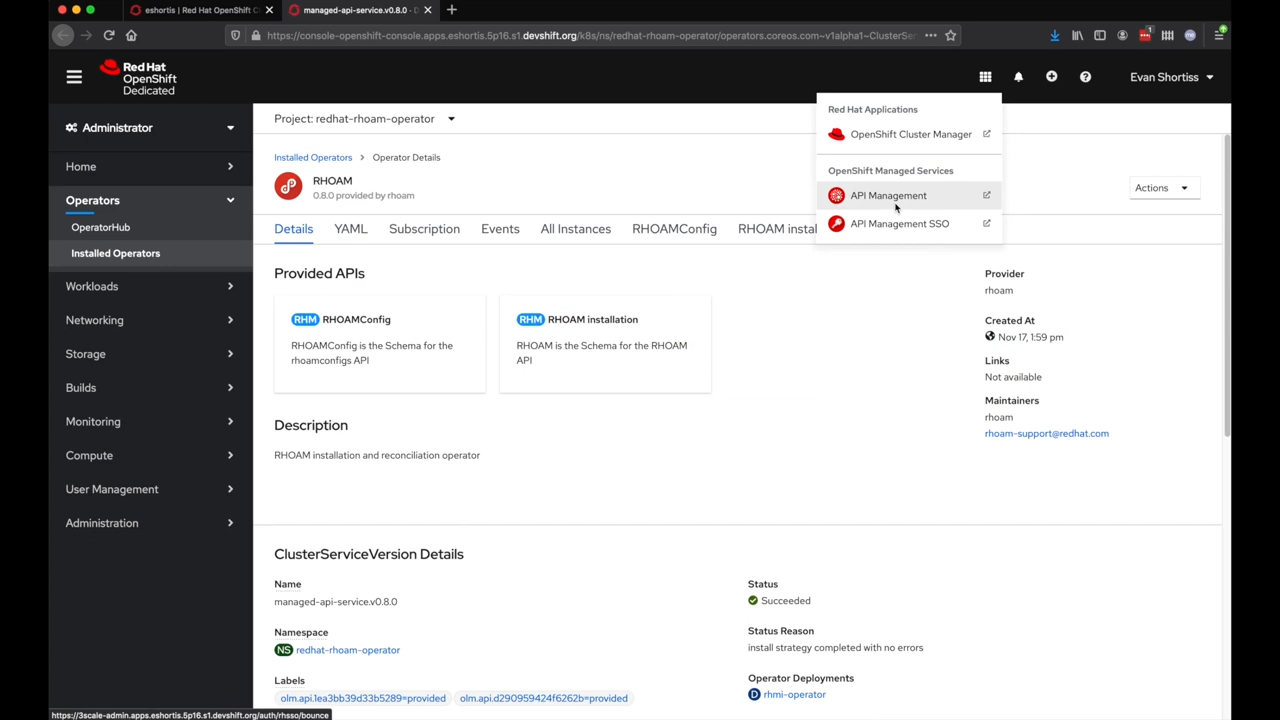 eshortis | Red Hat OpenShift C
managed-api-service.v0.8.0 · D
https://console-openshift-console.apps.eshortis.5p16.s1.devshift.org/k8s/ns/redhat-rhoam-operator/operators.coreos.com~v1alpha1~ClusterSer
Red Hat
OpenShift
Dedicated
Evan Shortiss
Administrator
Home
Operators
OperatorHub
Installed Operators
Workloads
Networking
Storage
Builds
Monitoring
Compute
User Management
Administration
Project: redhat-rhoam-operator
Installed Operators > Operator Details
RHOAM
0.8.0 provided by rhoam
Actions
Red Hat Applications
OpenShift Cluster Manager
OpenShift Managed Services
API Management
API Management SSO
Details YAML Subscription Events All Instances RHOAMConfig RHOAM instal
Provided APIs
RHM RHOAMConfig
RHOAMConfig is the Schema for the
rhoamconfigs API
RHM RHOAM installation
RHOAM is the Schema for the RHOAM
API
Provider
rhoam
Created At
Nov 17, 1:59 pm
Links
Not available
Maintainers
rhoam
rhoam-support@redhat.com
Description
RHOAM installation and reconciliation operator
ClusterServiceVersion Details
Name
managed-api-service.v0.8.0
Namespace
NS redhat-rhoam-operator
Labels
olm.api.1ea3bb39d33b5289=provided olm.api.d290959424f6262b=provided
Status
Succeeded
Status Reason
install strategy completed with no errors
Operator Deployments
D rhmi-operator
https://3scale-admin.apps.eshortis.5p16.s1.devshift.org/auth/rhsso/bounce